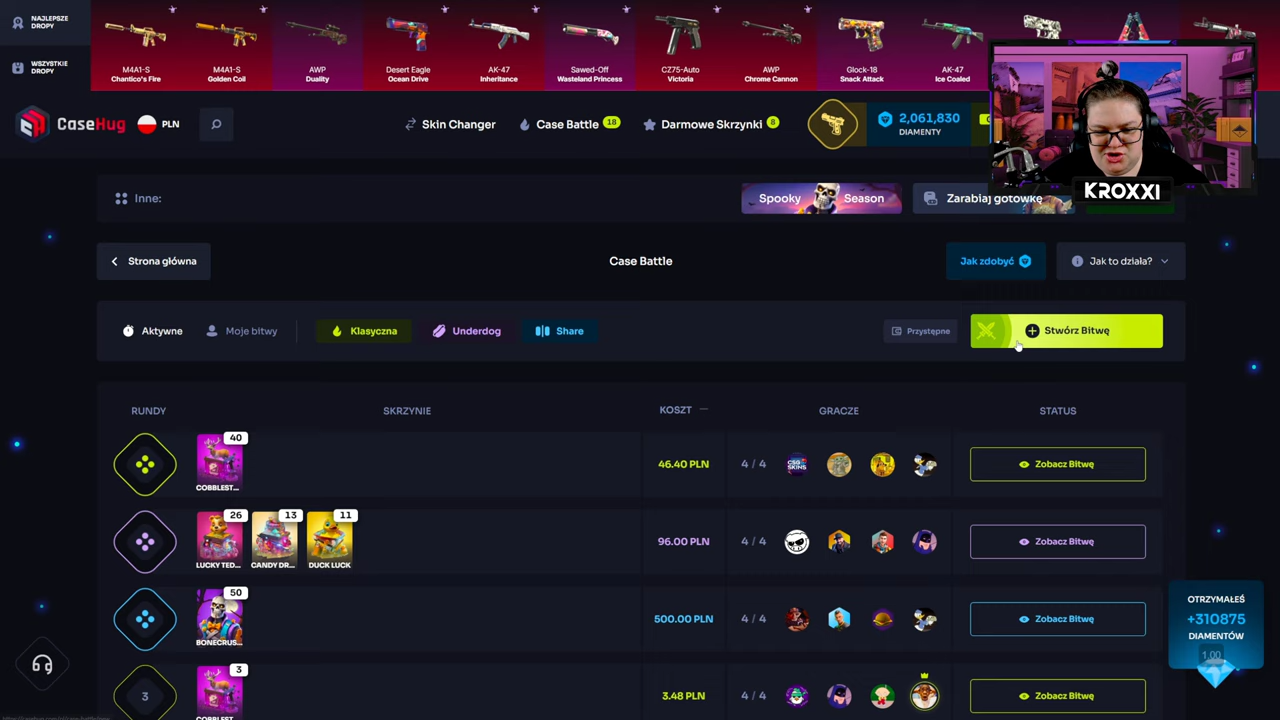 NAJLEPSZE
DROPY
WSZYSTKIE
DROPY
M4A1-S
Chantico's Fire
M4A1-S
Golden Coil
AWP
Duality
Desert Eagle
Ocean Drive
AK-47
Inheritance
Sawed-Off
Wasteland Princess
CZ75-Auto
Victoria
AWP
Chrome Cannon
Glock-18
Snack Attack
AK-47
Ice Coaled
CaseHug
PLN
Skin Changer
Case Battle 18
Darmowe Skrzynki 8
2,061,830
DIAMENTY
KROXXI
Inne:
Spooky Season
Zarabiaj gotówkę
Strona główna
Case Battle
Jak zdobyć
Jak to działa?
Aktywne
Moje bitwy
Klasyczna
Underdog
Share
Przystępne
Stwórz Bitwę
RUNDY
SKRZYNIE
KOSZT
GRACZE
STATUS
40
COBBLEST...
46.40 PLN
4 / 4
Zobacz Bitwę
26
LUCKY TED...
13
CANDY DR...
11
DUCK LUCK
96.00 PLN
4 / 4
Zobacz Bitwę
50
BONECRUS...
500.00 PLN
4 / 4
Zobacz Bitwę
3
3
COBBLEST...
3.48 PLN
4 / 4
Zobacz Bitwę
OTRZYMAŁEŚ
+310875
DIAMENTÓW
1.00